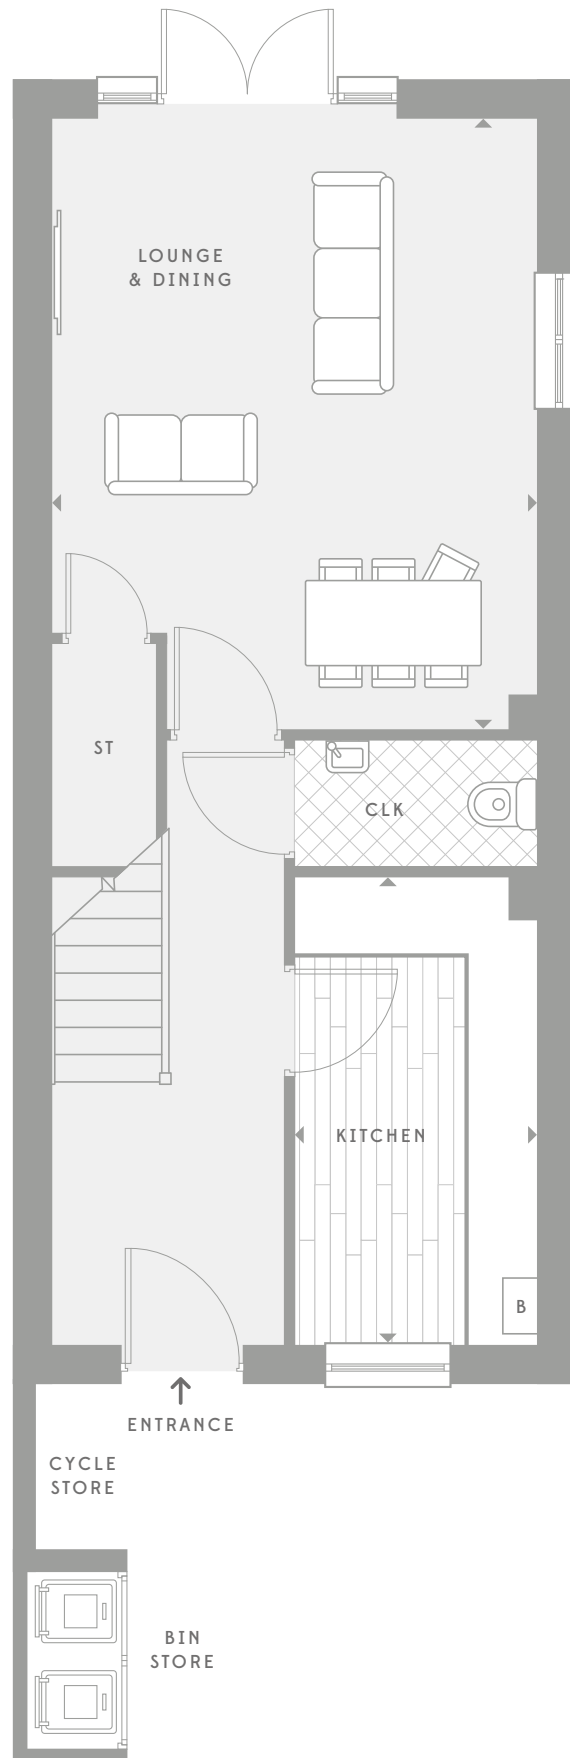 LOUNGE
& DINING
ST
CLK
KITCHEN
B
ENTRANCE
CYCLE
STORE
BIN
STORE